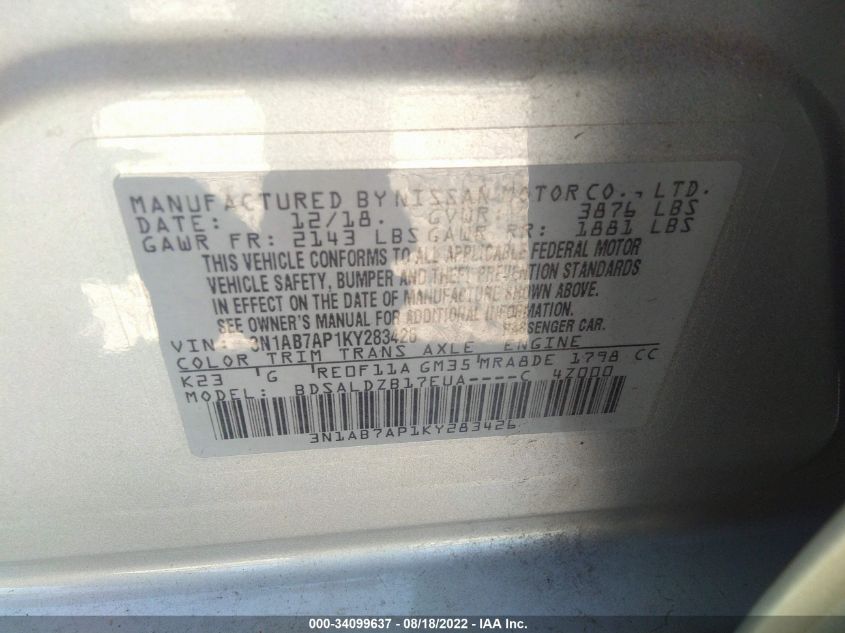 MANUFACTURED BY NISSAN MOTOR CO., LTD.
DATE: 12/18. GVWR: 3876 LBS
GAWR FR: 2143 LBS GAWR RR: 1881 LBS
THIS VEHICLE CONFORMS TO ALL APPLICABLE FEDERAL MOTOR
VEHICLE SAFETY, BUMPER AND THEFT PREVENTION STANDARDS
IN EFFECT ON THE DATE OF MANUFACTURE SHOWN ABOVE.
SEE OWNER'S MANUAL FOR ADDITIONAL INFORMATION.
VIN: 3N1AB7AP1KY283426 PASSENGER CAR.
COLOR TRIM TRANS AXLE ENGINE
K23 G RE0F11A GM35 MRA8DE 1798 CC
MODEL: BDSALDZB17EUA----C 4Z000
3N1AB7AP1KY283426
000-34099637 - 08/18/2022 - IAA Inc.